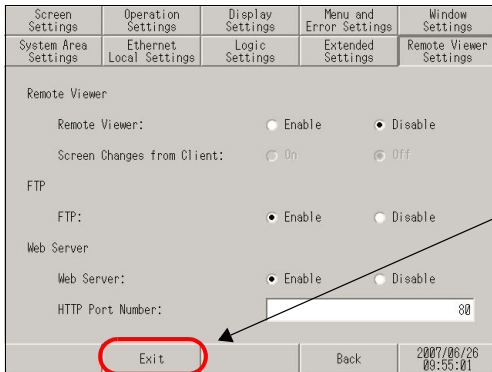 Screen Settings
Operation Settings
Display Settings
Menu and Error Settings
Window Settings
System Area Settings
Ethernet Local Settings
Logic Settings
Extended Settings
Remote Viewer Settings
Remote Viewer
Remote Viewer: Enable Disable
Screen Changes from Client: On Off
FTP
FTP: Enable Disable
Web Server
Web Server: Enable Disable
HTTP Port Number: 80
Exit Back 2007/06/26 09:55:01